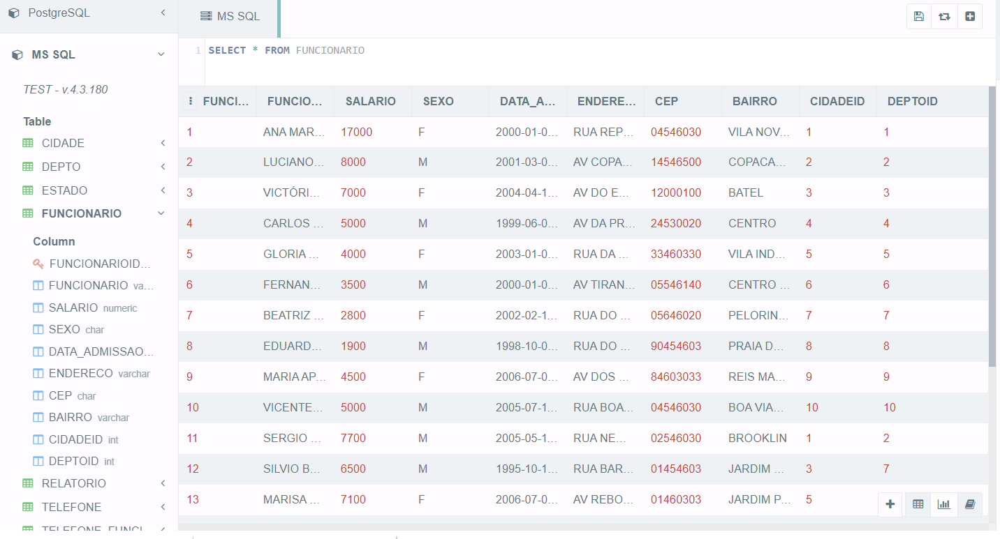 PostgreSQL
MS SQL
TEST - v.4.3.180
Table
CIDADE
DEPTO
ESTADO
FUNCIONARIO
Column
FUNCIONARIOID...
FUNCIONARIO va...
SALARIO numeric
SEXO char
DATA_ADMISSAO...
ENDERECO varchar
CEP char
BAIRRO varchar
CIDADEID int
DEPTOID int
RELATORIO
TELEFONE
TELEFONE_FUNCI
MS SQL
1 SELECT * FROM FUNCIONARIO
FUNCI... FUNCIO... SALARIO SEXO DATA_A... ENDERE... CEP BAIRRO CIDADEID DEPTOID
1 ANA MAR... 17000 F 2000-01-0... RUA REP... 04546030 VILA NOV... 1 1
2 LUCIANO... 8000 M 2001-03-0... AV COPA... 14546500 COPACA... 2 2
3 VICTÓRI... 7000 F 2004-04-1... AV DO E... 12000100 BATEL 3 3
4 CARLOS ... 5000 M 1999-06-0... AV DA PR... 24530020 CENTRO 4 4
5 GLORIA ... 4000 F 2003-01-0... RUA DA ... 33460330 VILA IND... 5 5
6 FERNAN... 3500 M 2000-01-0... AV TIRAN... 05546140 CENTRO ... 6 6
7 BEATRIZ ... 2800 F 2002-02-1... RUA DO ... 05646020 PELORIN... 7 7
8 EDUARD... 1900 M 1998-10-0... RUA DO ... 90454603 PRAIA D... 8 8
9 MARIA AP... 4500 F 2006-07-0... AV DOS ... 84603033 REIS MA... 9 9
10 VICENTE... 5000 M 2005-07-1... RUA BOA... 04546030 BOA VIA... 10 10
11 SERGIO ... 7700 M 2005-05-1... RUA NE... 02546030 BROOKLIN 1 2
12 SILVIO B... 6500 M 1995-10-1... RUA BAR... 01454603 JARDIM ... 3 7
13 MARISA ... 7100 F 2006-07-0... AV REBO... 01460303 JARDIM P... 5